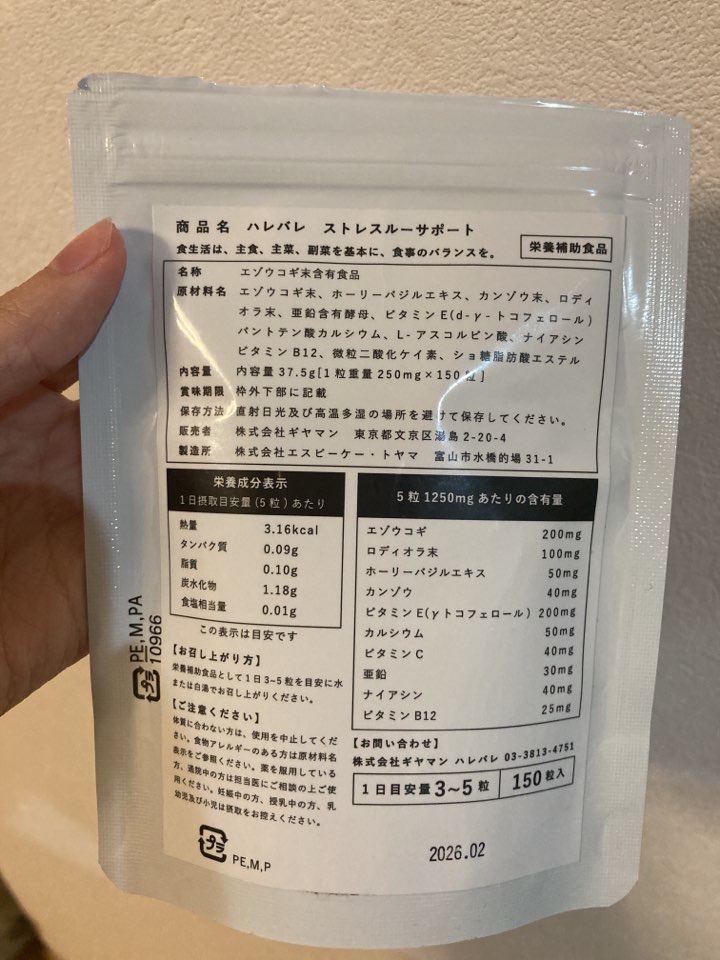 商品名 ハレバレ ストレスルーサポート
食生活は、主食、主菜、副菜を基本に、食事のバランスを。
栄養補助食品
名称 エゾウコギ末含有食品
原材料名 エゾウコギ末、ホーリーバジルエキス、カンゾウ末、ロディ
オラ末、亜鉛含有酵母、ビタミンE(d-γ-トコフェロール)
パントテン酸カルシウム、L-アスコルビン酸、ナイアシン
ビタミンB12、微粒二酸化ケイ素、ショ糖脂肪酸エステル
内容量 内容量37.5g[1粒重量250mg×150粒]
賞味期限 枠外下部に記載
保存方法 直射日光及び高温多湿の場所を避けて保存してください。
販売者 株式会社ギヤマン 東京都文京区湯島2-20-4
製造所 株式会社エスピーケー・トヤマ 富山市水橋的場31-1
栄養成分表示
1日摂取目安量(5粒)あたり
熱量 3.16kcal
タンパク質 0.09g
脂質 0.10g
炭水化物 1.18g
食塩相当量 0.01g
この表示は目安です
【お召し上がり方】
栄養補助食品として1日3~5粒を目安に水
または白湯でお召し上がりください。
【ご注意ください】
体質に合わない方は、使用を中止してくだ
さい。食物アレルギーのある方は原材料名
表示をご参照ください。薬を服用している
方、通院中の方は担当医にご相談の上ご使
用ください。妊娠中の方、授乳中の方、乳
幼児及び小児は摂取をお控えください。
プラ PE,M,P
5粒1250mgあたりの含有量
エゾウコギ 200mg
ロディオラ末 100mg
ホーリーバジルエキス 50mg
カンゾウ 40mg
ビタミンE(γトコフェロール) 200mg
カルシウム 50mg
ビタミンC 40mg
亜鉛 30mg
ナイアシン 40mg
ビタミンB12 25mg
【お問い合わせ】
株式会社ギヤマン ハレバレ 03-3813-4751
1日目安量3~5粒 150粒入
2026.02
プラ PE,M,PA
10966